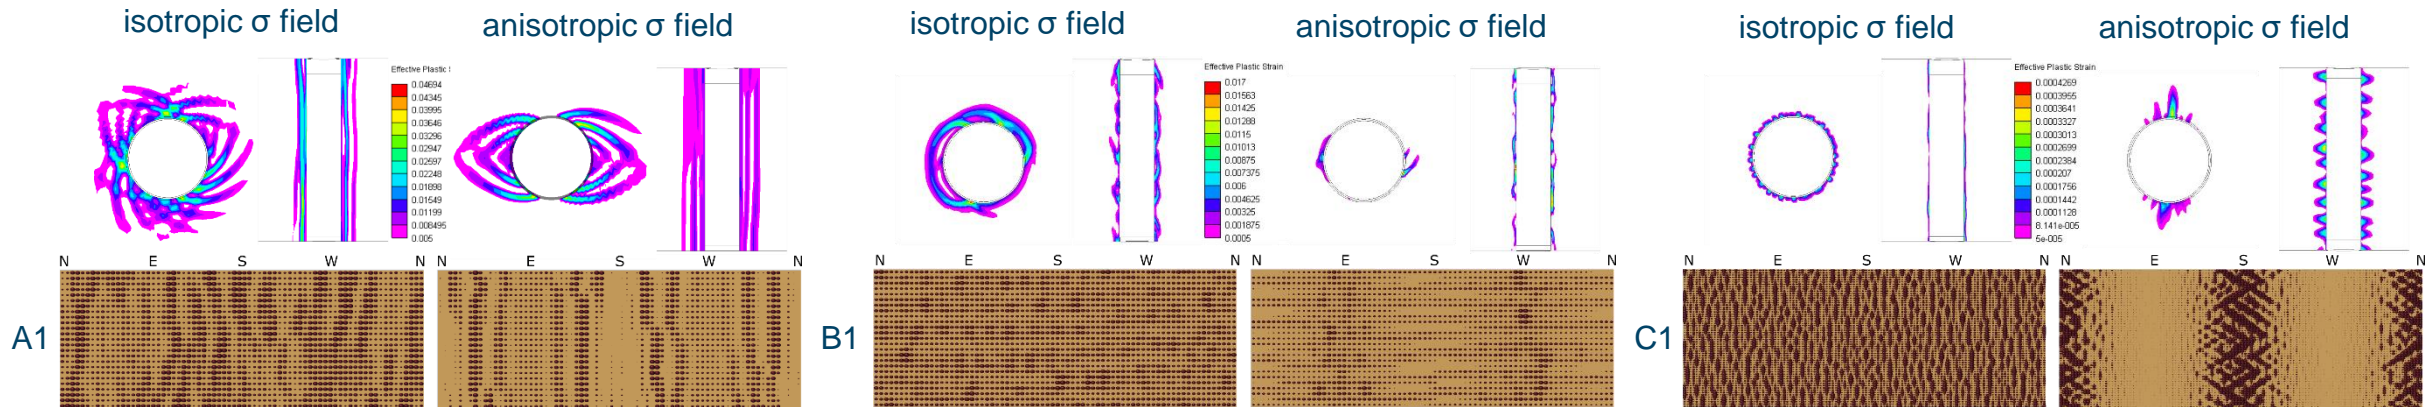 isotropic σ field
anisotropic σ field
isotropic σ field
anisotropic σ field
isotropic σ field
anisotropic σ field
Effective Plastic
0.04694
0.04345
0.03995
0.03646
0.03296
0.02947
0.02597
0.02248
0.01898
0.01549
0.01199
0.008495
0.005
Effective Plastic Strain
0.017
0.01563
0.01425
0.01288
0.0115
0.01013
0.00875
0.007375
0.006
0.004625
0.00325
0.001875
0.0005
Effective Plastic Strain
0.0004269
0.0003955
0.0003641
0.0003327
0.0003013
0.0002699
0.0002384
0.000207
0.0001756
0.0001442
0.0001128
8.141e-005
5e-005
N E S W N
N E S W N
N E S W N
E S W
N E S W N
N E S W N
A1
B1
C1